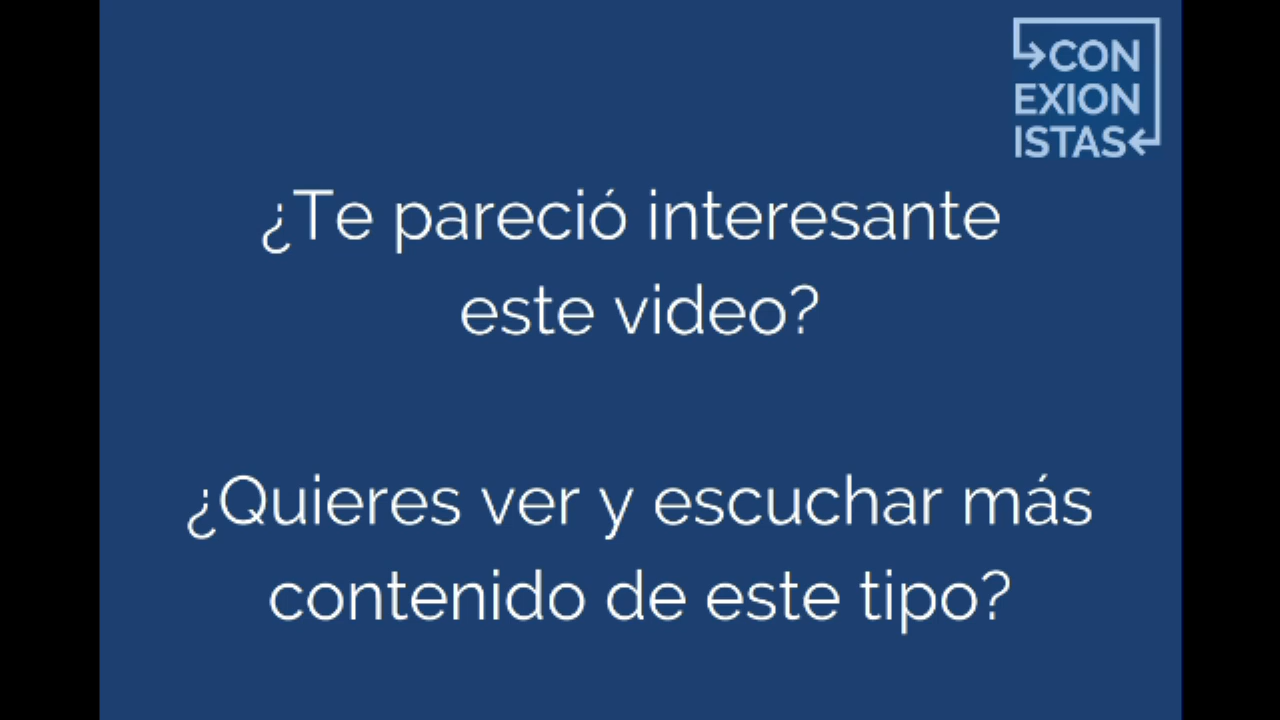 CON
EXION
ISTAS
¿Te pareció interesante
este video?
¿Quieres ver y escuchar más
contenido de este tipo?